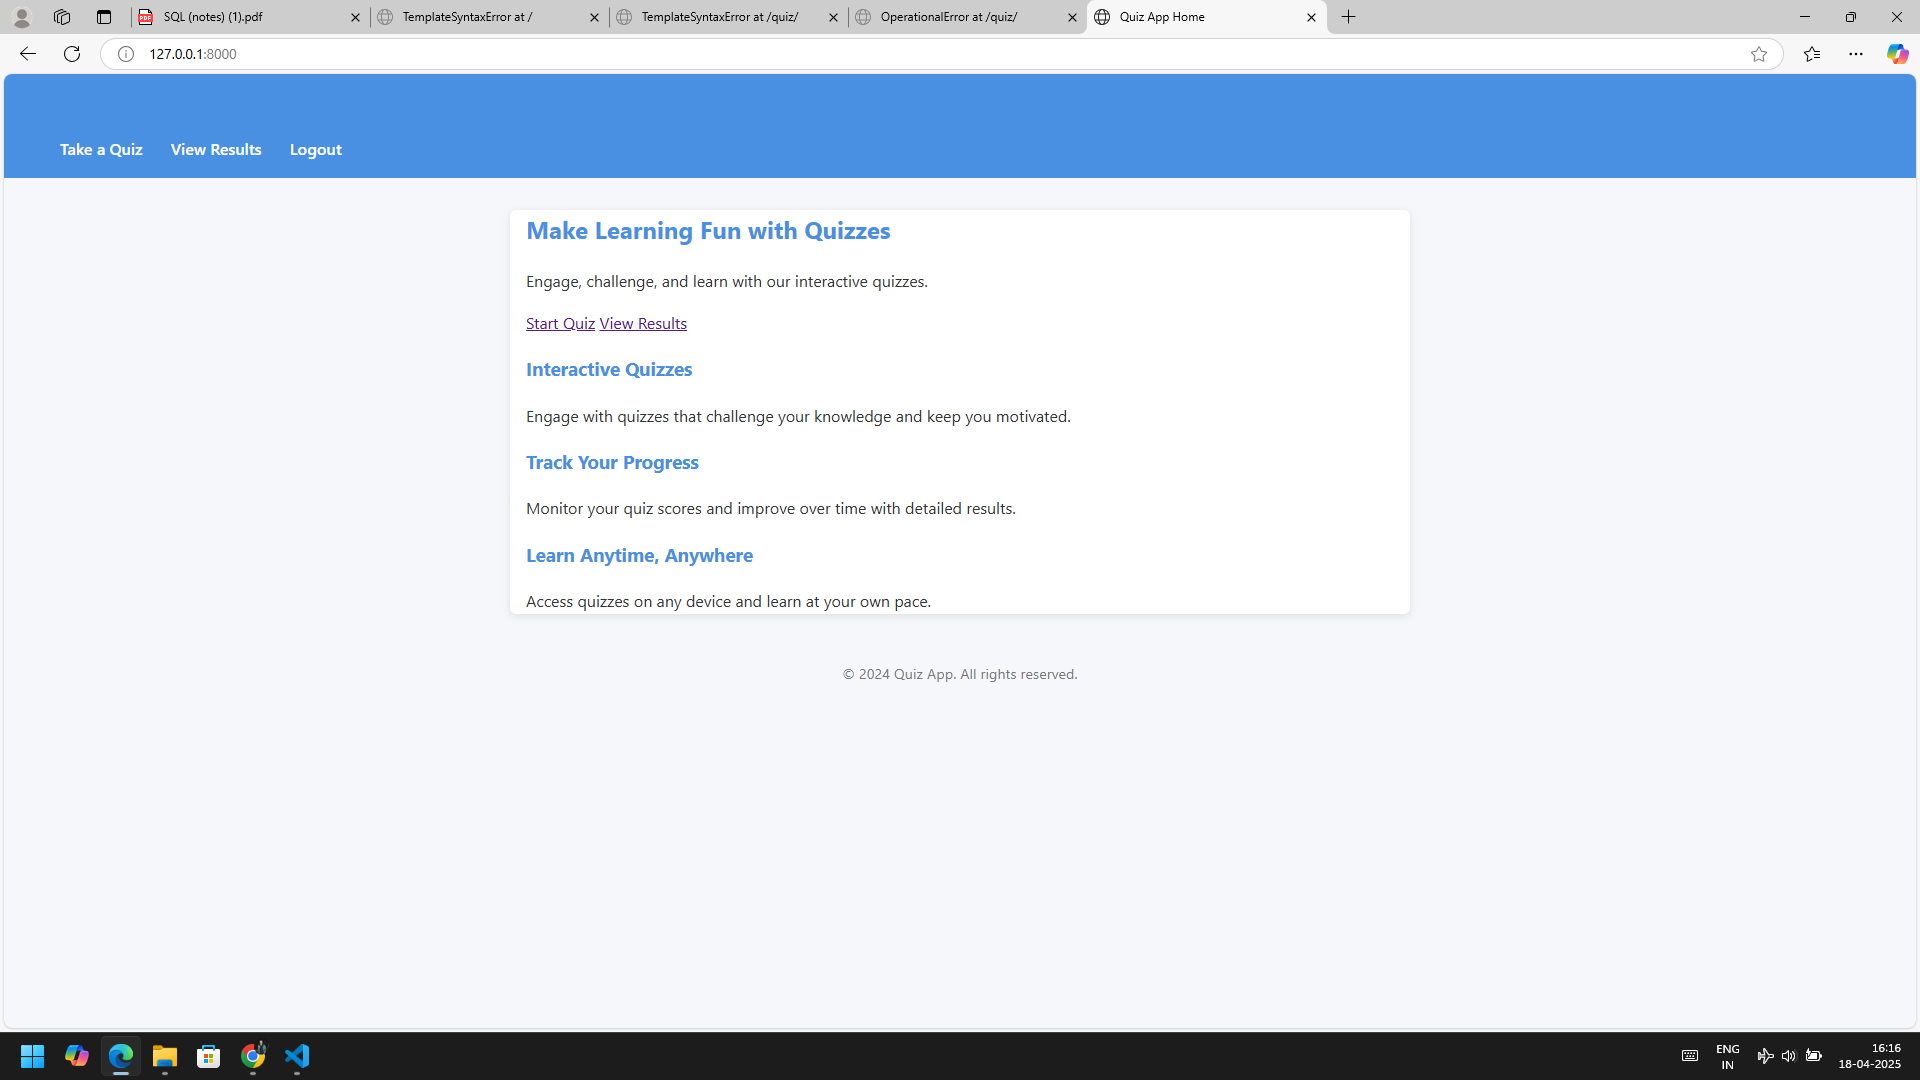 SQL (notes) (1).pdf
TemplateSyntaxError at /
TemplateSyntaxError at /quiz/
OperationalError at /quiz/
Quiz App Home
127.0.0.1:8000
Take a Quiz View Results Logout
Make Learning Fun with Quizzes
Engage, challenge, and learn with our interactive quizzes.
Start Quiz View Results
Interactive Quizzes
Engage with quizzes that challenge your knowledge and keep you motivated.
Track Your Progress
Monitor your quiz scores and improve over time with detailed results.
Learn Anytime, Anywhere
Access quizzes on any device and learn at your own pace.
© 2024 Quiz App. All rights reserved.
ENG
IN
16:16
18-04-2025